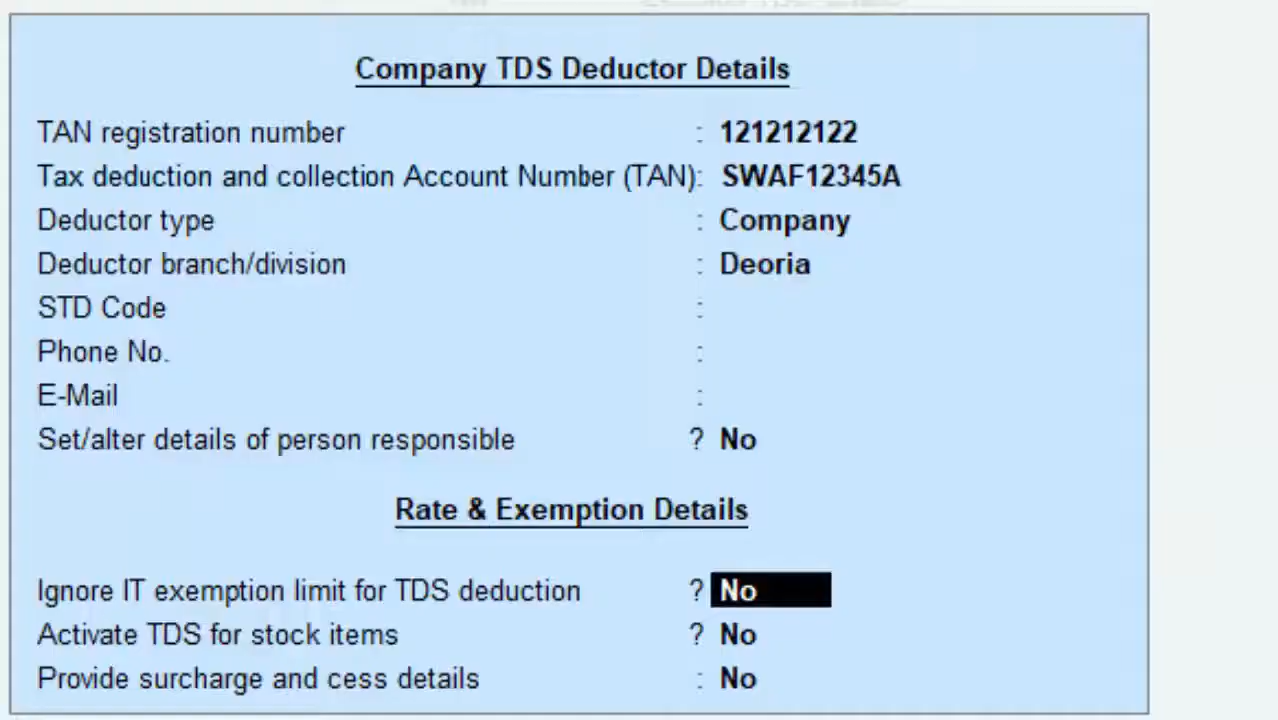 Company TDS Deductor Details
TAN registration number : 121212122
Tax deduction and collection Account Number (TAN): SWAF12345A
Deductor type : Company
Deductor branch/division : Deoria
STD Code :
Phone No. :
E-Mail :
Set/alter details of person responsible ? No
Rate & Exemption Details
Ignore IT exemption limit for TDS deduction ? No
Activate TDS for stock items ? No
Provide surcharge and cess details : No